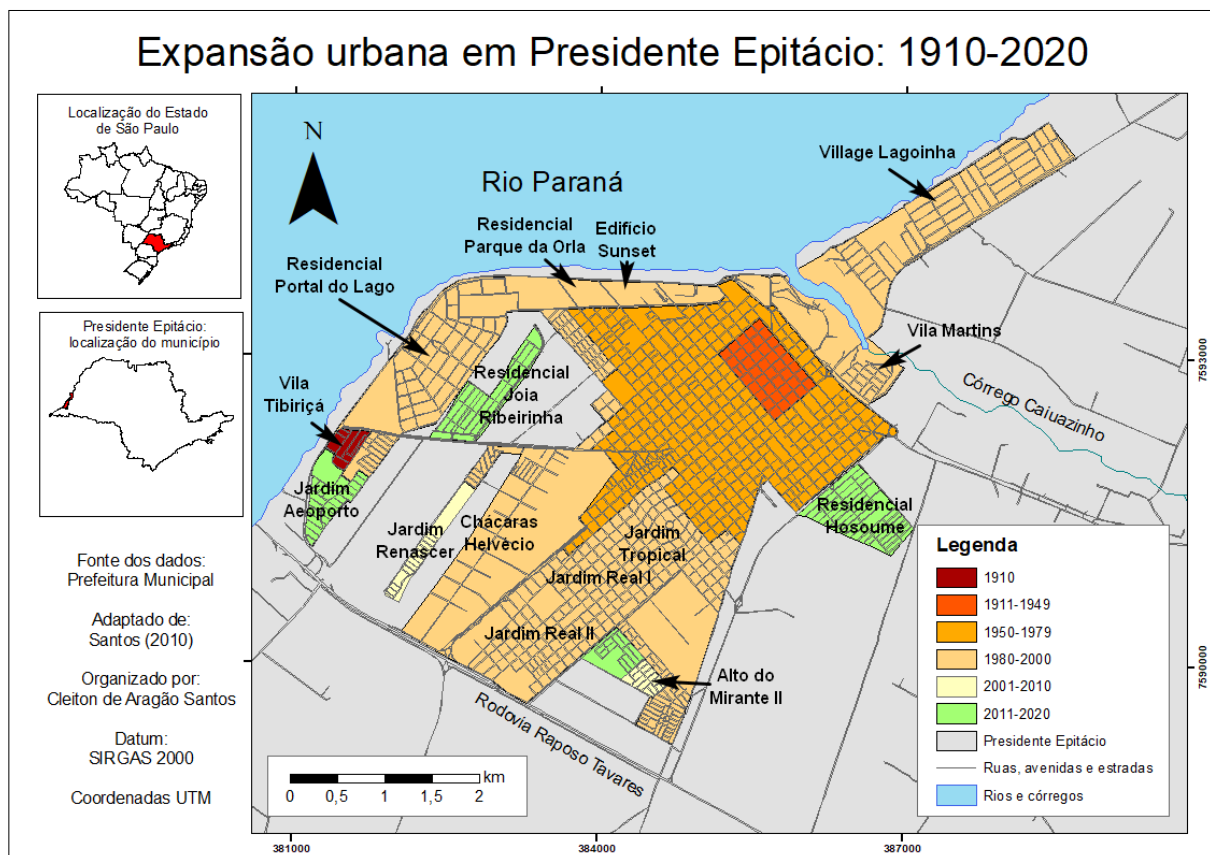 Expansão urbana em Presidente Epitácio: 1910-2020
Localização do Estado
de São Paulo
Presidente Epitácio:
localização do município
Fonte dos dados:
Prefeitura Municipal
Adaptado de:
Santos (2010)
Organizado por:
Cleiton de Aragão Santos
Datum:
SIRGAS 2000
Coordenadas UTM
N
Rio Paraná
Village Lagoinha
Residencial
Parque da Orla
Edifício
Sunset
Residencial
Portal do Lago
Vila Martins
Córrego Caiuazinho
Vila
Tibiriçá
Residencial
Joia
Ribeirinha
Jardim
Aeoporto
Jardim
Renascer
Chácaras
Helvécio
Jardim
Tropical
Jardim Real I
Jardim Real II
Residencial
Hosoume
Alto do
Mirante II
Rodovia Raposo Tavares
km
0 0,5 1 1,5 2
Legenda
1910
1911-1949
1950-1979
1980-2000
2001-2010
2011-2020
Presidente Epitácio
Ruas, avenidas e estradas
Rios e córregos
7593000
7590000
381000 384000 387000